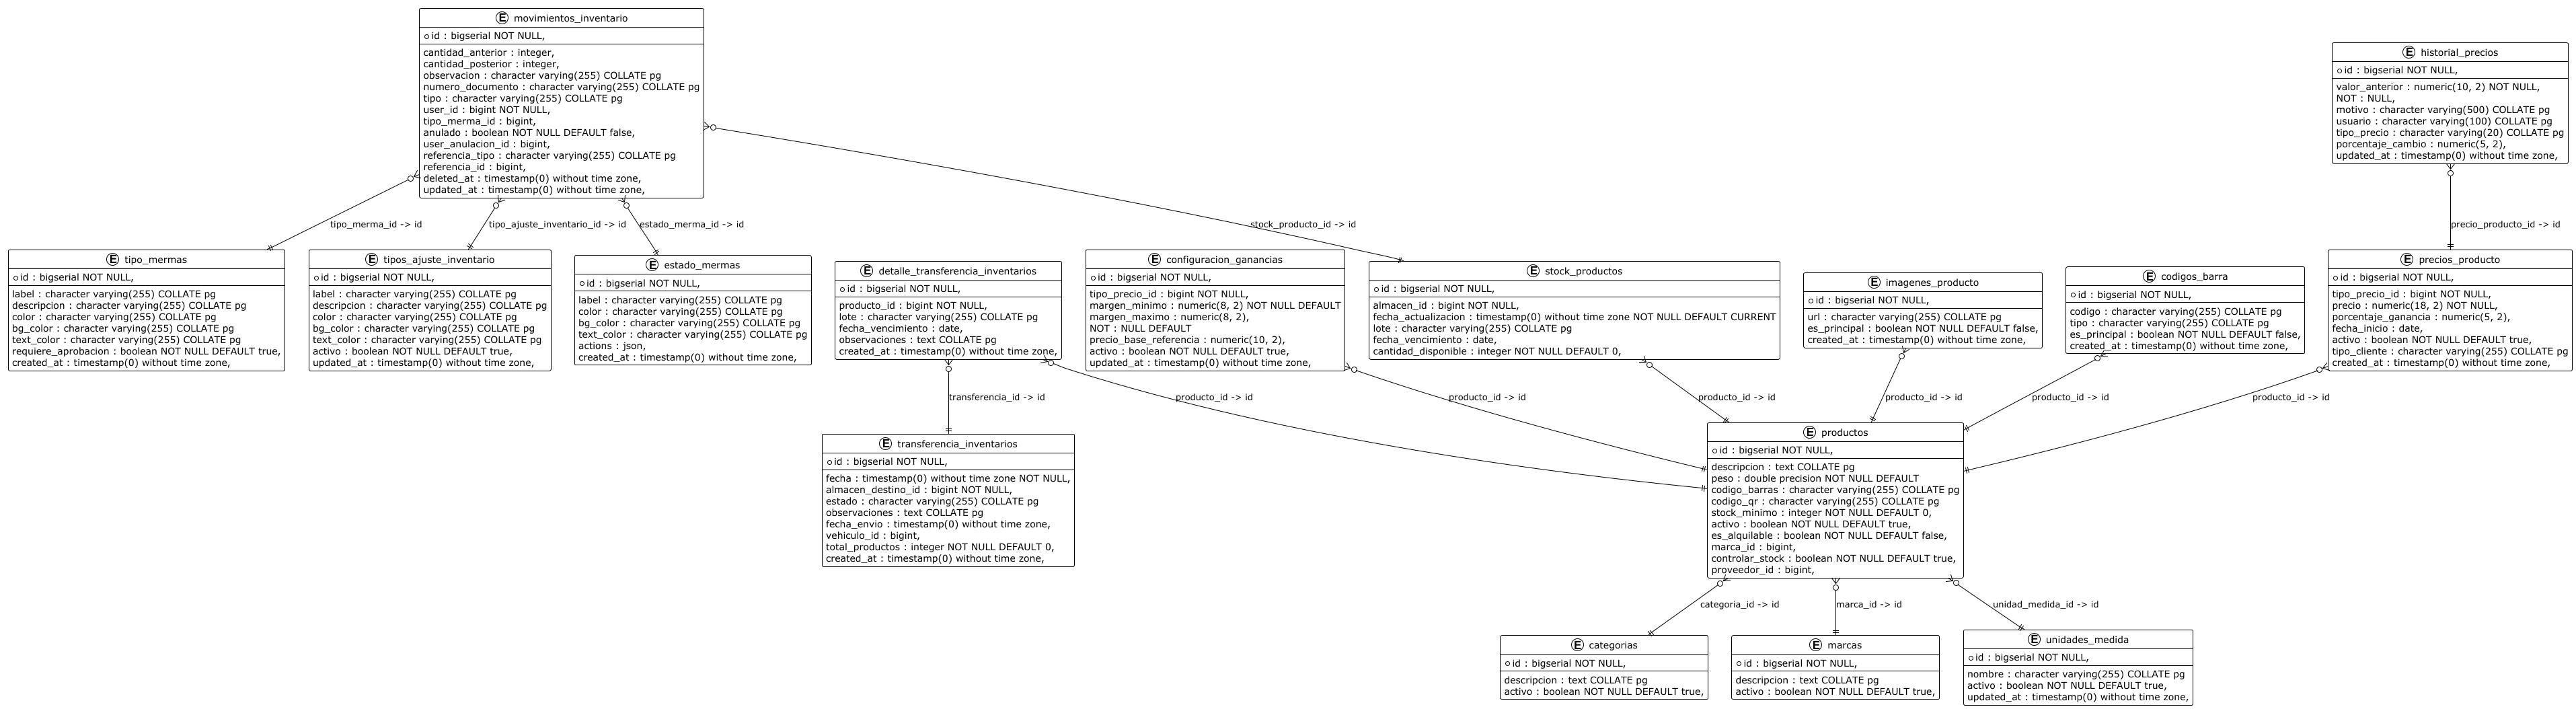 E movimientos_inventario
id : bigserial NOT NULL,
cantidad_anterior : integer,
cantidad_posterior : integer,
observacion : character varying(255) COLLATE pg
numero_documento : character varying(255) COLLATE pg
tipo : character varying(255) COLLATE pg
user_id : bigint NOT NULL,
tipo_merma_id : bigint,
anulado : boolean NOT NULL DEFAULT false,
user_anulacion_id : bigint,
referencia_tipo : character varying(255) COLLATE pg
referencia_id : bigint,
deleted_at : timestamp(0) without time zone,
updated_at : timestamp(0) without time zone,
E historial_precios
id : bigserial NOT NULL,
valor_anterior : numeric(10, 2) NOT NULL,
NOT : NULL,
motivo : character varying(500) COLLATE pg
usuario : character varying(100) COLLATE pg
tipo_precio : character varying(20) COLLATE pg
porcentaje_cambio : numeric(5, 2),
updated_at : timestamp(0) without time zone,
tipo_merma_id -> id
tipo_ajuste_inventario_id -> id
estado_merma_id -> id
stock_producto_id -> id
precio_producto_id -> id
E tipo_mermas
id : bigserial NOT NULL,
label : character varying(255) COLLATE pg
descripcion : character varying(255) COLLATE pg
color : character varying(255) COLLATE pg
bg_color : character varying(255) COLLATE pg
text_color : character varying(255) COLLATE pg
requiere_aprobacion : boolean NOT NULL DEFAULT true,
created_at : timestamp(0) without time zone,
E tipos_ajuste_inventario
id : bigserial NOT NULL,
label : character varying(255) COLLATE pg
descripcion : character varying(255) COLLATE pg
color : character varying(255) COLLATE pg
bg_color : character varying(255) COLLATE pg
text_color : character varying(255) COLLATE pg
activo : boolean NOT NULL DEFAULT true,
updated_at : timestamp(0) without time zone,
E estado_mermas
id : bigserial NOT NULL,
label : character varying(255) COLLATE pg
color : character varying(255) COLLATE pg
bg_color : character varying(255) COLLATE pg
text_color : character varying(255) COLLATE pg
actions : json,
created_at : timestamp(0) without time zone,
E detalle_transferencia_inventarios
id : bigserial NOT NULL,
producto_id : bigint NOT NULL,
lote : character varying(255) COLLATE pg
fecha_vencimiento : date,
observaciones : text COLLATE pg
created_at : timestamp(0) without time zone,
E configuracion_ganancias
id : bigserial NOT NULL,
tipo_precio_id : bigint NOT NULL,
margen_minimo : numeric(8, 2) NOT NULL DEFAULT
margen_maximo : numeric(8, 2),
NOT : NULL DEFAULT
precio_base_referencia : numeric(10, 2),
activo : boolean NOT NULL DEFAULT true,
updated_at : timestamp(0) without time zone,
E stock_productos
id : bigserial NOT NULL,
almacen_id : bigint NOT NULL,
fecha_actualizacion : timestamp(0) without time zone NOT NULL DEFAULT CURRENT
lote : character varying(255) COLLATE pg
fecha_vencimiento : date,
cantidad_disponible : integer NOT NULL DEFAULT 0,
E imagenes_producto
id : bigserial NOT NULL,
url : character varying(255) COLLATE pg
es_principal : boolean NOT NULL DEFAULT false,
created_at : timestamp(0) without time zone,
E codigos_barra
id : bigserial NOT NULL,
codigo : character varying(255) COLLATE pg
tipo : character varying(255) COLLATE pg
es_principal : boolean NOT NULL DEFAULT false,
created_at : timestamp(0) without time zone,
E precios_producto
id : bigserial NOT NULL,
tipo_precio_id : bigint NOT NULL,
precio : numeric(18, 2) NOT NULL,
porcentaje_ganancia : numeric(5, 2),
fecha_inicio : date,
activo : boolean NOT NULL DEFAULT true,
tipo_cliente : character varying(255) COLLATE pg
created_at : timestamp(0) without time zone,
transferencia_id -> id
producto_id -> id
producto_id -> id
producto_id -> id
producto_id -> id
producto_id -> id
producto_id -> id
E transferencia_inventarios
id : bigserial NOT NULL,
fecha : timestamp(0) without time zone NOT NULL,
almacen_destino_id : bigint NOT NULL,
estado : character varying(255) COLLATE pg
observaciones : text COLLATE pg
fecha_envio : timestamp(0) without time zone,
vehiculo_id : bigint,
total_productos : integer NOT NULL DEFAULT 0,
created_at : timestamp(0) without time zone,
E productos
id : bigserial NOT NULL,
descripcion : text COLLATE pg
peso : double precision NOT NULL DEFAULT
codigo_barras : character varying(255) COLLATE pg
codigo_qr : character varying(255) COLLATE pg
stock_minimo : integer NOT NULL DEFAULT 0,
activo : boolean NOT NULL DEFAULT true,
es_alquilable : boolean NOT NULL DEFAULT false,
marca_id : bigint,
controlar_stock : boolean NOT NULL DEFAULT true,
proveedor_id : bigint,
categoria_id -> id
marca_id -> id
unidad_medida_id -> id
E categorias
id : bigserial NOT NULL,
descripcion : text COLLATE pg
activo : boolean NOT NULL DEFAULT true,
E marcas
id : bigserial NOT NULL,
descripcion : text COLLATE pg
activo : boolean NOT NULL DEFAULT true,
E unidades_medida
id : bigserial NOT NULL,
nombre : character varying(255) COLLATE pg
activo : boolean NOT NULL DEFAULT true,
updated_at : timestamp(0) without time zone,